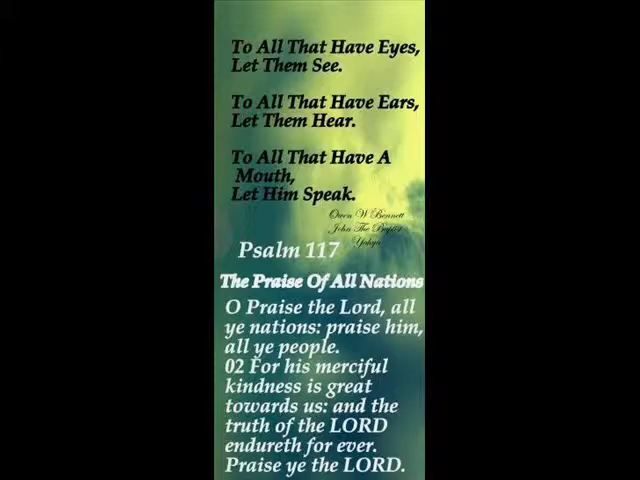 To All That Have Eyes,
Let Them See.
To All That Have Ears,
Let Them Hear.
To All That Have A
Mouth,
Let Him Speak.
Owen W Bennett
John The Baptist
Yahya
Psalm 117
The Praise Of All Nations
O Praise the Lord, all
ye nations: praise him,
all ye people.
02 For his merciful
kindness is great
towards us: and the
truth of the LORD
endureth for ever.
Praise ye the LORD.